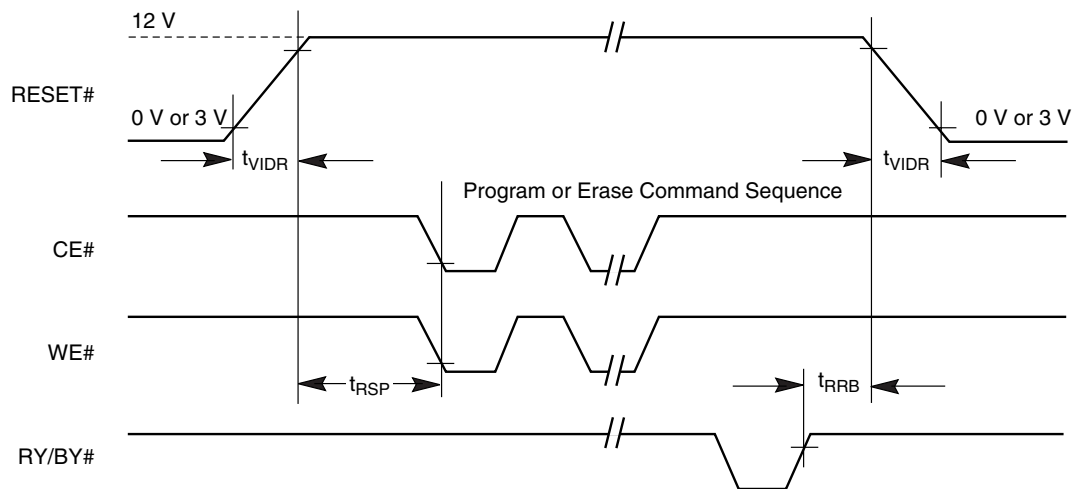 12 V
RESET#
0 V or 3 V
0 V or 3 V
tVIDR
tVIDR
Program or Erase Command Sequence
CE#
WE#
tRSP
tRRB
RY/BY#